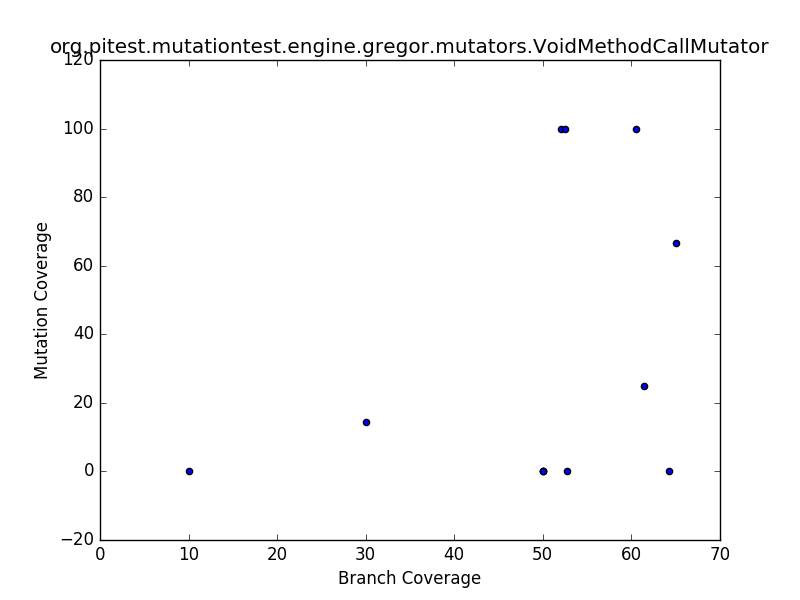 org.pitest.mutationtest.engine.gregor.mutators.VoidMethodCallMutator
120
100
80
60
40
20
0
−20
Mutation Coverage
0 10 20 30 40 50 60 70
Branch Coverage